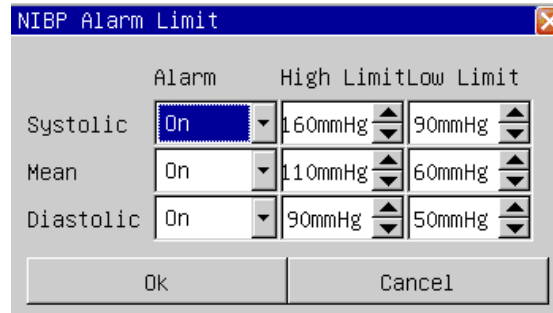 NIBP Alarm Limit
Alarm High Limit Low Limit
Systolic On 160mmHg 90mmHg
Mean On 110mmHg 60mmHg
Diastolic On 90mmHg 50mmHg
Ok Cancel